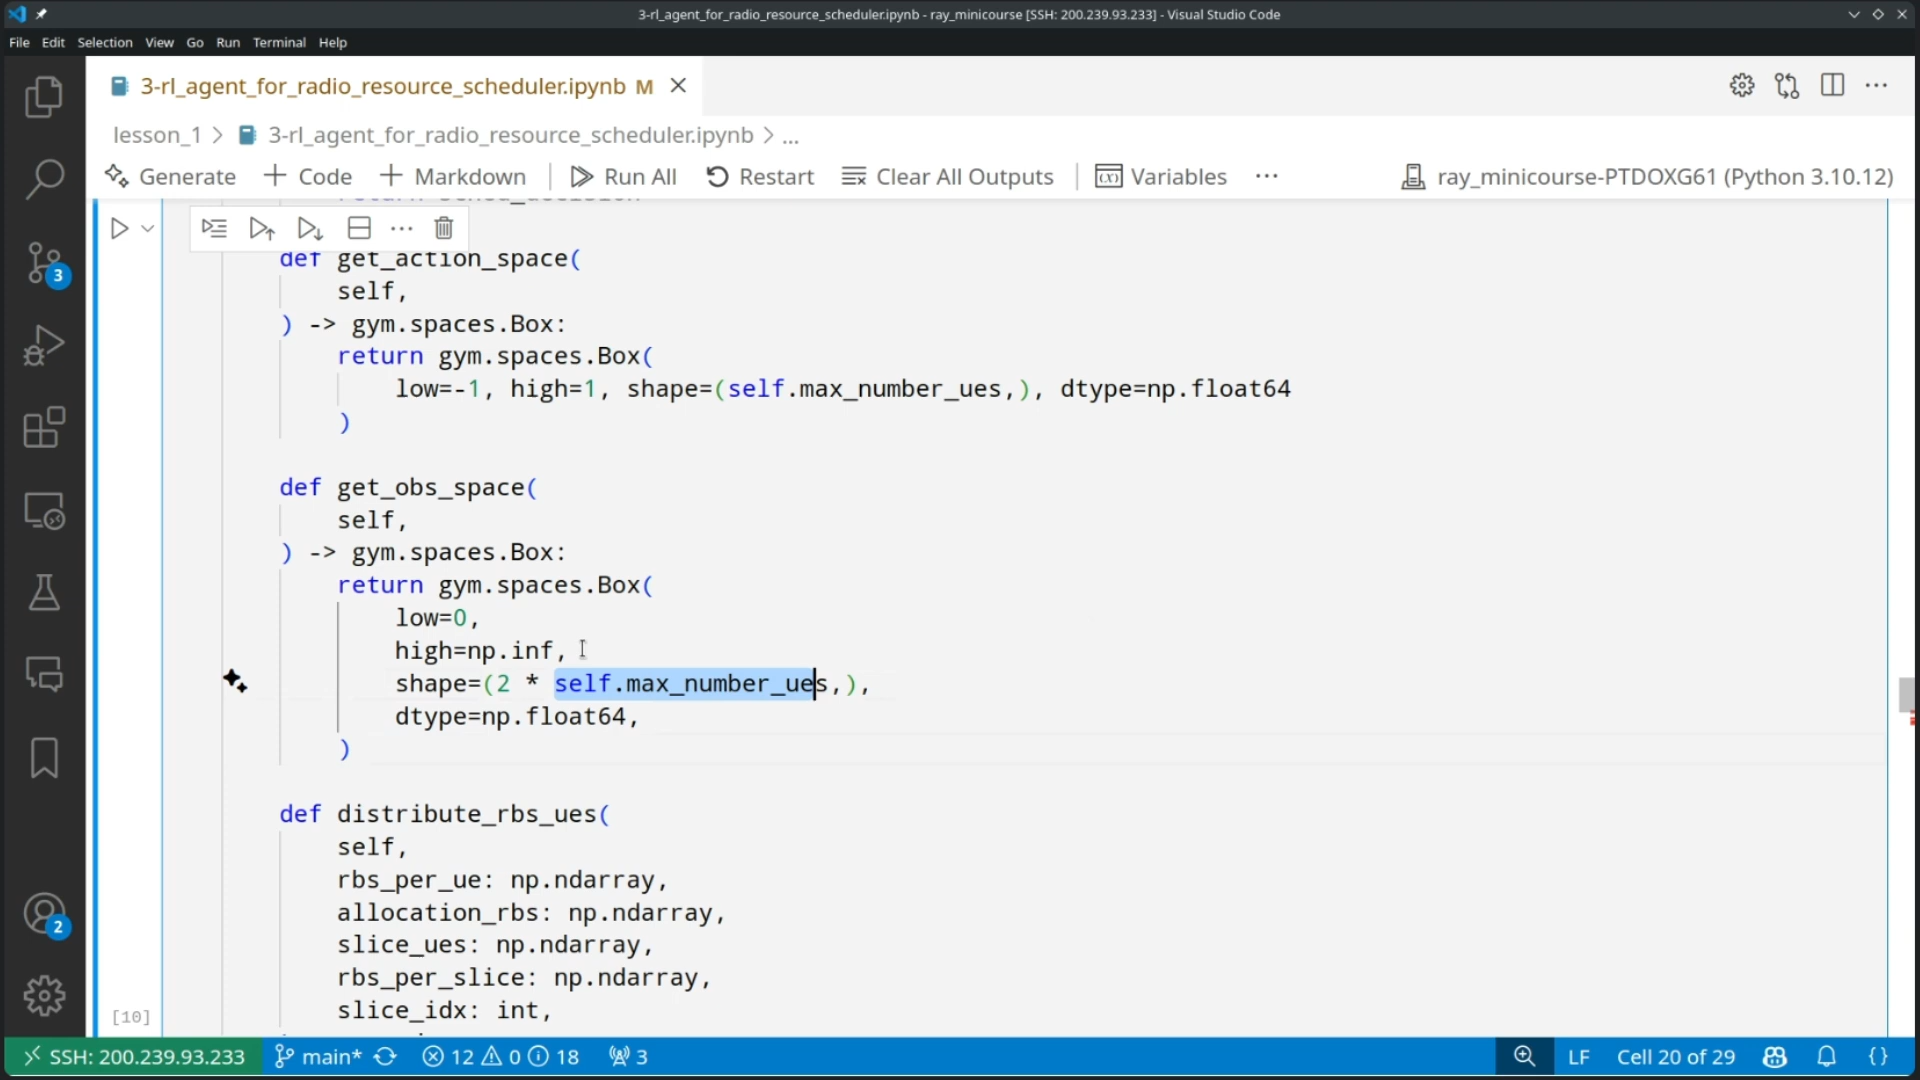 3-rl_agent_for_radio_resource_scheduler.ipynb - ray_minicourse [SSH: 200.239.93.233] - Visual Studio Code
File Edit Selection View Go Run Terminal Help
3-rl_agent_for_radio_resource_scheduler.ipynb M
lesson_1 > 3-rl_agent_for_radio_resource_scheduler.ipynb > ...
Generate + Code + Markdown Run All Restart Clear All Outputs Variables ... ray_minicourse-PTDOXG61 (Python 3.10.12)
def get_action_space(
self,
) -> gym.spaces.Box:
return gym.spaces.Box(
low=-1, high=1, shape=(self.max_number_ues,), dtype=np.float64
)
def get_obs_space(
self,
) -> gym.spaces.Box:
return gym.spaces.Box(
low=0,
high=np.inf,
shape=(2 * self.max_number_ues,),
dtype=np.float64,
)
def distribute_rbs_ues(
self,
rbs_per_ue: np.ndarray,
allocation_rbs: np.ndarray,
slice_ues: np.ndarray,
rbs_per_slice: np.ndarray,
slice_idx: int,
[10]
3
2
SSH: 200.239.93.233 main* 12 0 18 3 LF Cell 20 of 29 {}